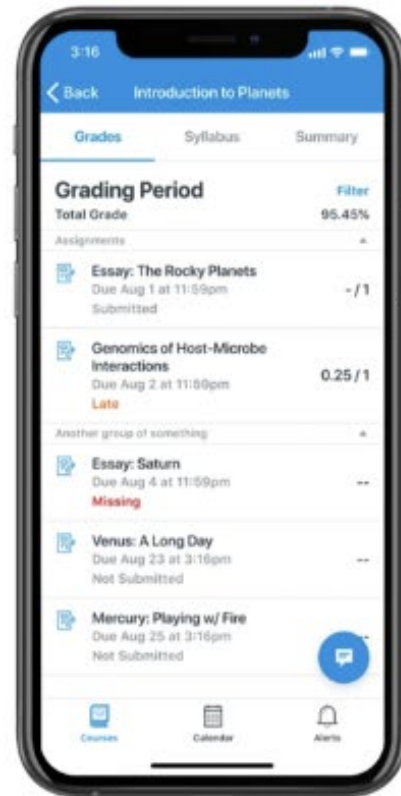 3:16
Back Introduction to Planets
Grades Syllabus Summary
Grading Period Filter
Total Grade 95.45%
Assignments
Essay: The Rocky Planets
Due Aug 1 at 11:59pm - / 1
Submitted
Genomics of Host-Microbe
Interactions
Due Aug 2 at 11:59pm 0.25 / 1
Late
Another group of something
Essay: Saturn
Due Aug 4 at 11:59pm --
Missing
Venus: A Long Day
Due Aug 23 at 3:16pm --
Not Submitted
Mercury: Playing w/ Fire
Due Aug 25 at 3:16pm --
Not Submitted
Courses Calendar Alerts